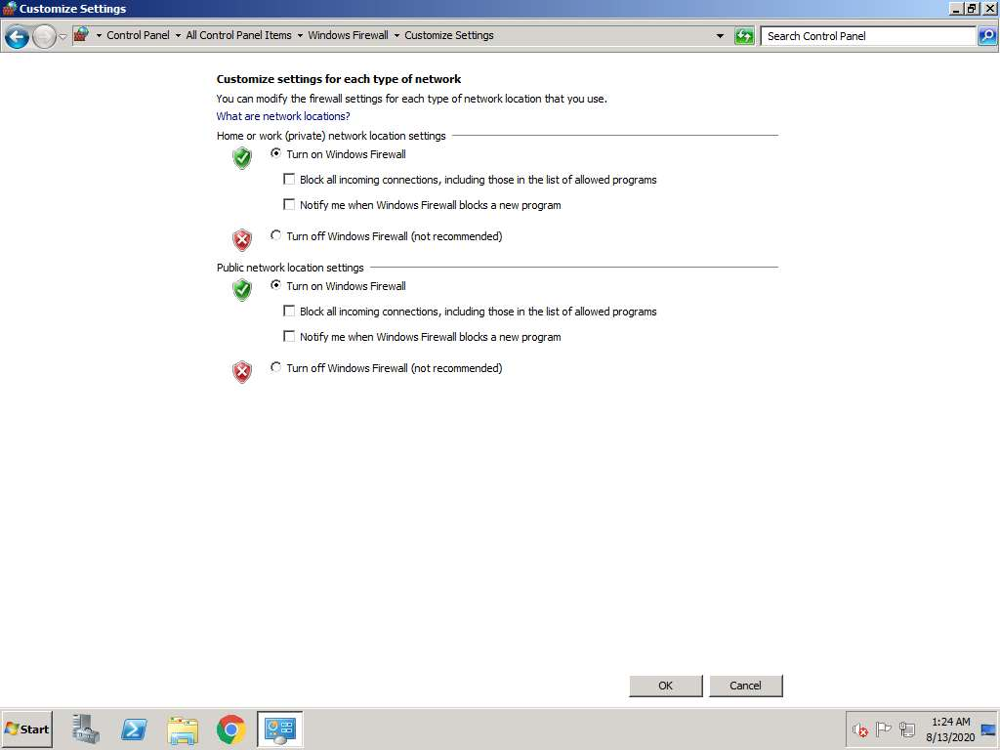 Customize Settings
Control Panel All Control Panel Items Windows Firewall Customize Settings Search Control Panel
Customize settings for each type of network
You can modify the firewall settings for each type of network location that you use.
What are network locations?
Home or work (private) network location settings
Turn on Windows Firewall
Block all incoming connections, including those in the list of allowed programs
Notify me when Windows Firewall blocks a new program
Turn off Windows Firewall (not recommended)
Public network location settings
Turn on Windows Firewall
Block all incoming connections, including those in the list of allowed programs
Notify me when Windows Firewall blocks a new program
Turn off Windows Firewall (not recommended)
OK Cancel
Start
1:24 AM
8/13/2020